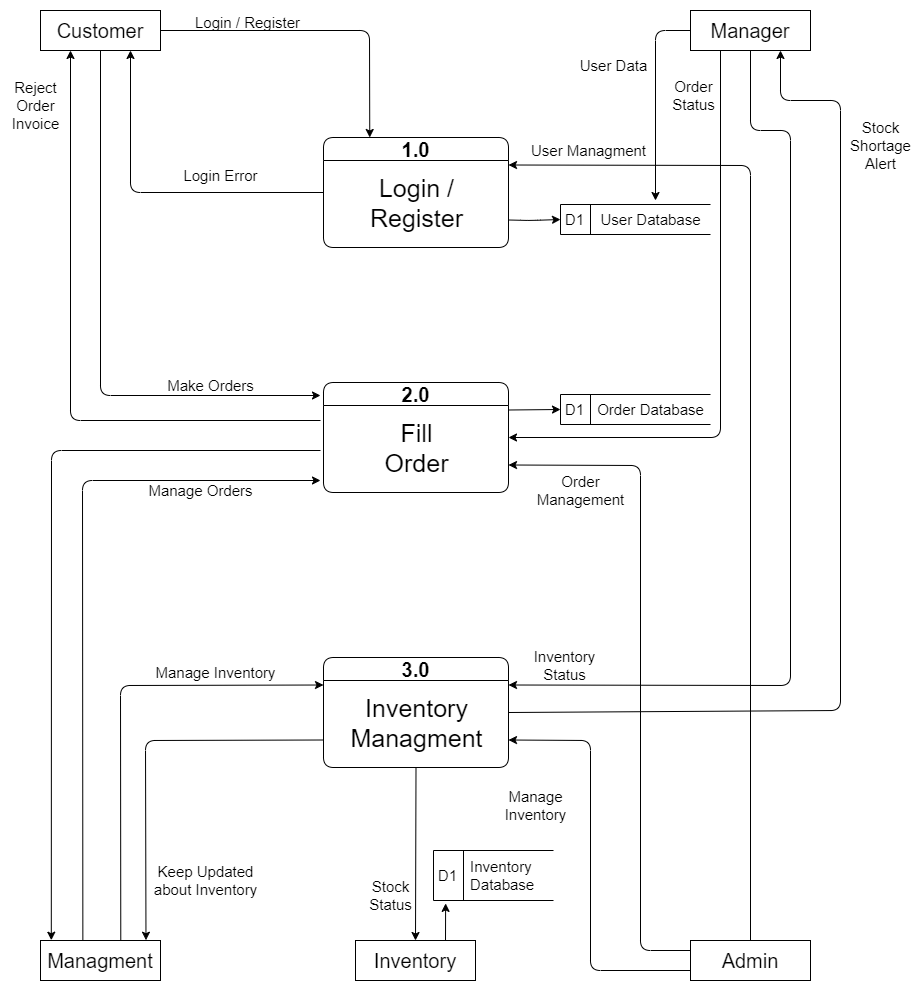 Customer
Login / Register
Manager
User Data
Reject
Order
Invoice
Order
Status
Stock
Shortage
Alert
1.0
Login /
Register
User Managment
Login Error
D1
User Database
Make Orders
2.0
Fill
Order
D1
Order Database
Manage Orders
Order
Management
3.0
Inventory
Managment
Manage Inventory
Inventory
Status
Manage
Inventory
Keep Updated
about Inventory
Stock
Status
D1
Inventory
Database
Managment
Inventory
Admin